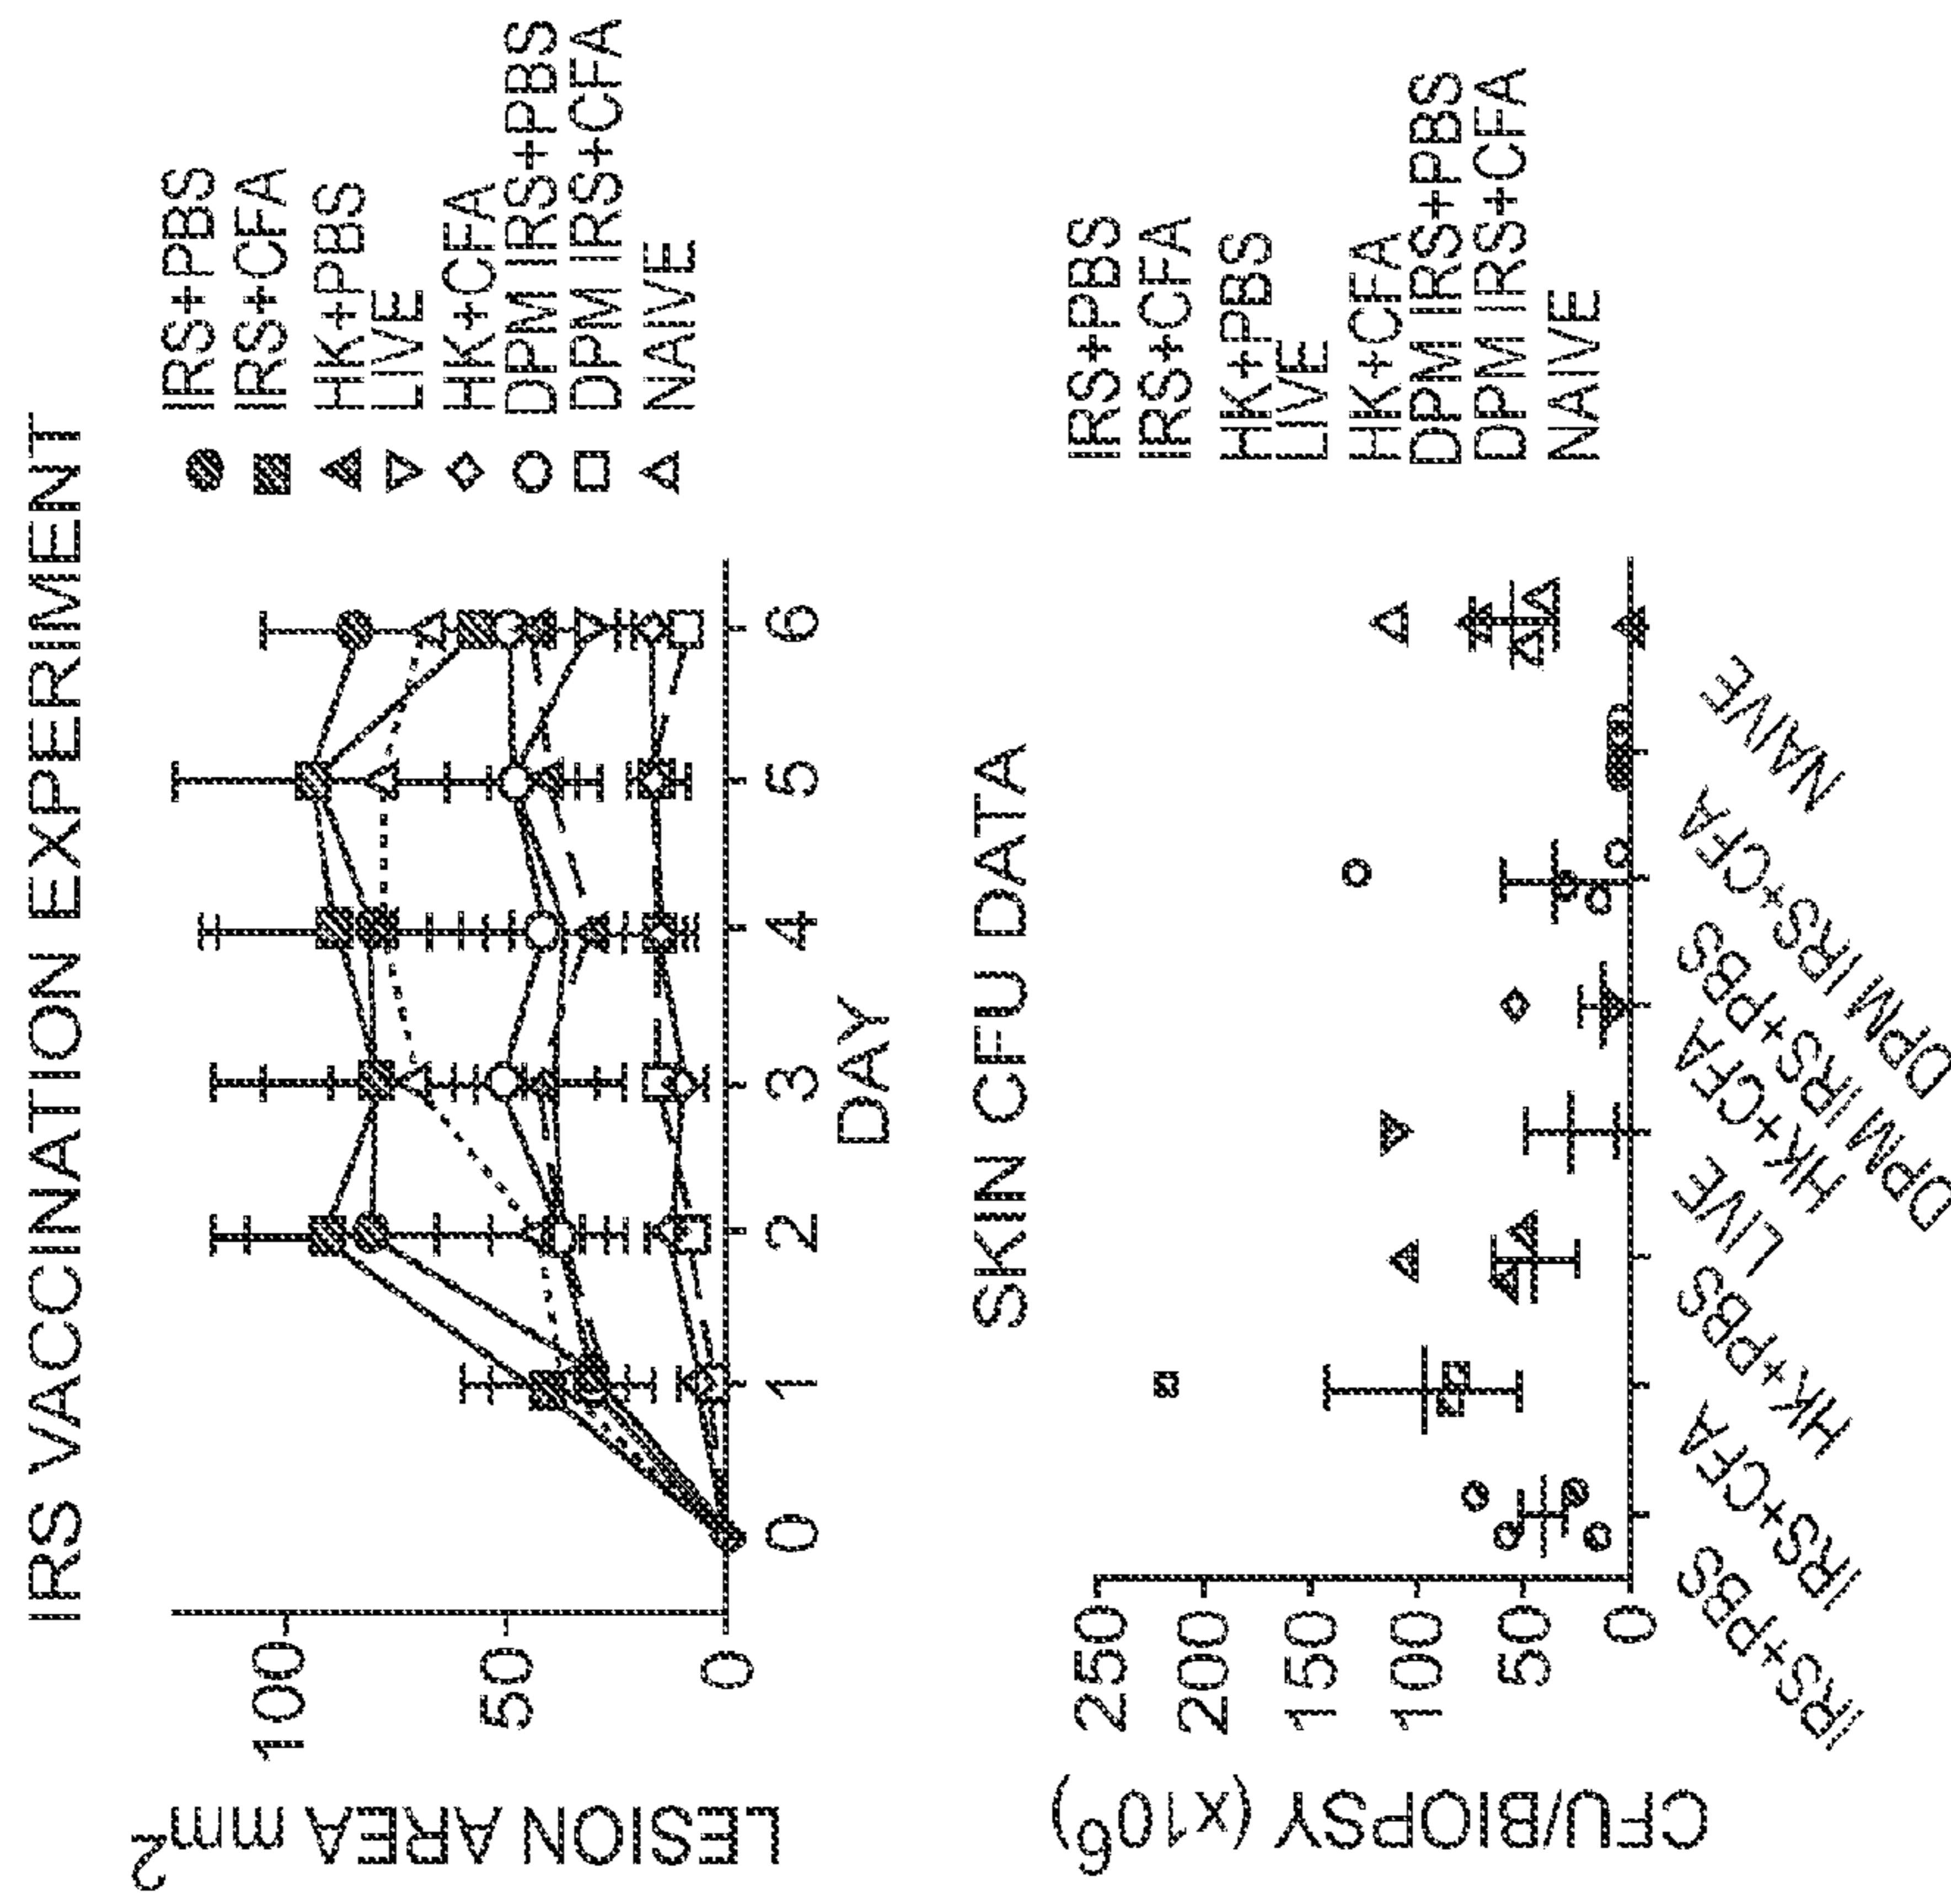 IRS VACCINATION EXPERIMENT
LESION AREA mm²
100
50
0
0 1 2 3 4 5 6
DAY
IRS+PBS
IRS+CFA
HK+PBS
LIVE
HK+CFA
DPM IRS+PBS
DPM IRS+CFA
NAIVE
SKIN CFU DATA
CFU/BIOPSY (x10⁶)
250
200
150
100
50
0
IRS+PBS
IRS+CFA
HK+PBS
LIVE
HK+CFA
DPM IRS+PBS
DPM IRS+CFA
NAIVE
IRS+PBS
IRS+CFA
HK+PBS
LIVE
HK+CFA
DPM IRS+PBS
DPM IRS+CFA
NAIVE